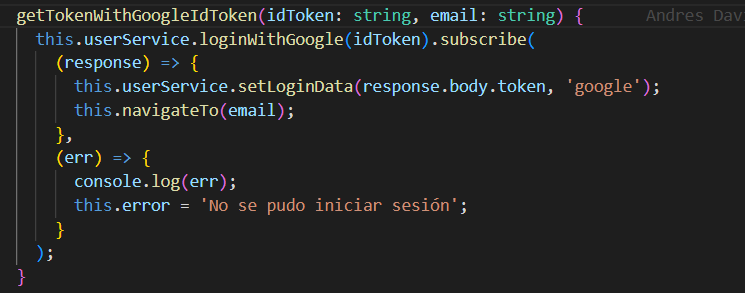 getTokenWithGoogleIdToken(idToken: string, email: string) { Andres Dav
this.userService.loginWithGoogle(idToken).subscribe(
(response) => {
this.userService.setLoginData(response.body.token, 'google');
this.navigateTo(email);
},
(err) => {
console.log(err);
this.error = 'No se pudo iniciar sesión';
}
);
}